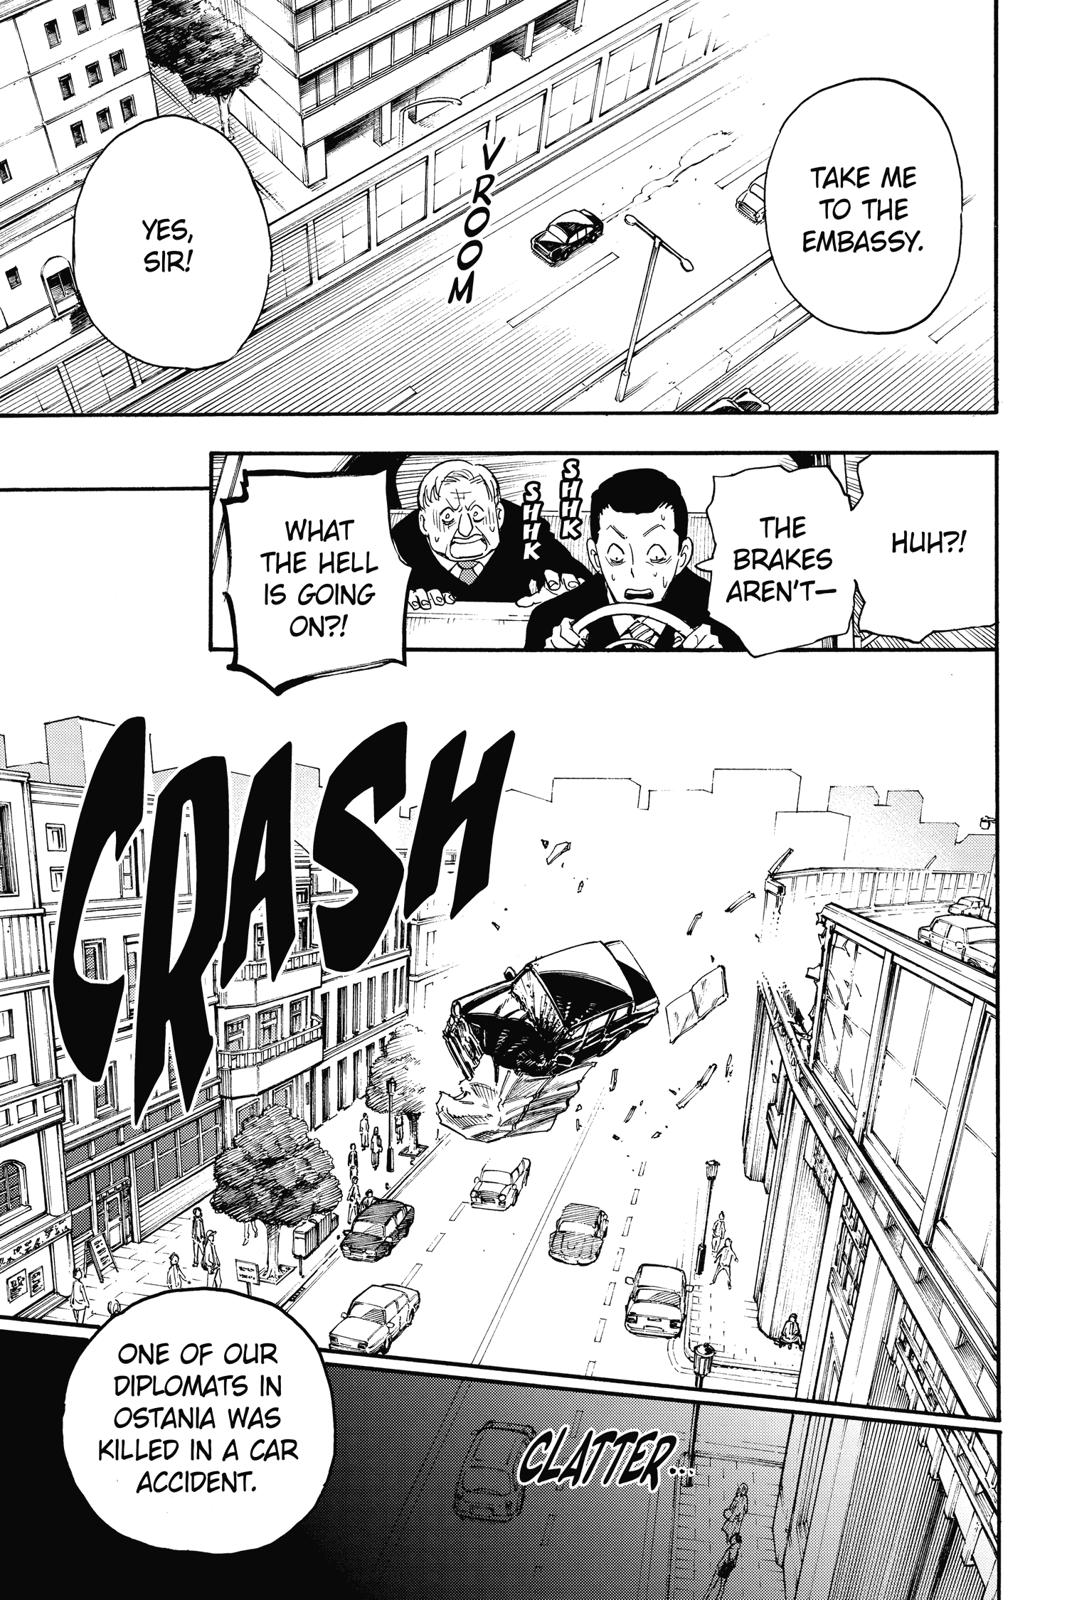 TAKE ME
TO THE
EMBASSY.
VROOM
YES,
SIR!
HUH?!
THE
BRAKES
AREN'T—
SHHK
SHHK
WHAT
THE HELL
IS GOING
ON?!
CRASH
CLATTER...
ONE OF OUR
DIPLOMATS IN
OSTANIA WAS
KILLED IN A CAR
ACCIDENT.